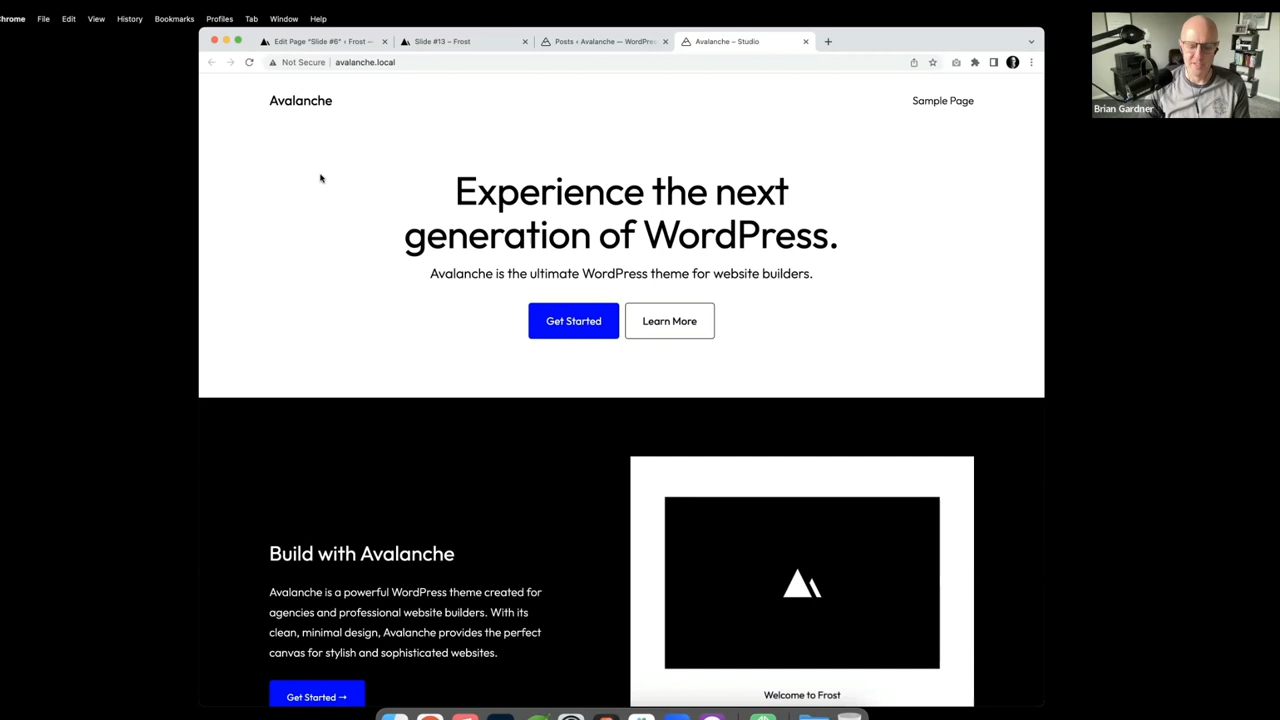 Chrome File Edit View History Bookmarks Profiles Tab Window Help
Edit Page "Slide #6" ‹ Frost —
Slide #13 – Frost
Posts ‹ Avalanche — WordPre
Avalanche – Studio
Not Secure
avalanche.local
Brian Gardner
Avalanche
Sample Page
Experience the next
generation of WordPress.
Avalanche is the ultimate WordPress theme for website builders.
Get Started
Learn More
Build with Avalanche
Avalanche is a powerful WordPress theme created for
agencies and professional website builders. With its
clean, minimal design, Avalanche provides the perfect
canvas for stylish and sophisticated websites.
Get Started →
Welcome to Frost